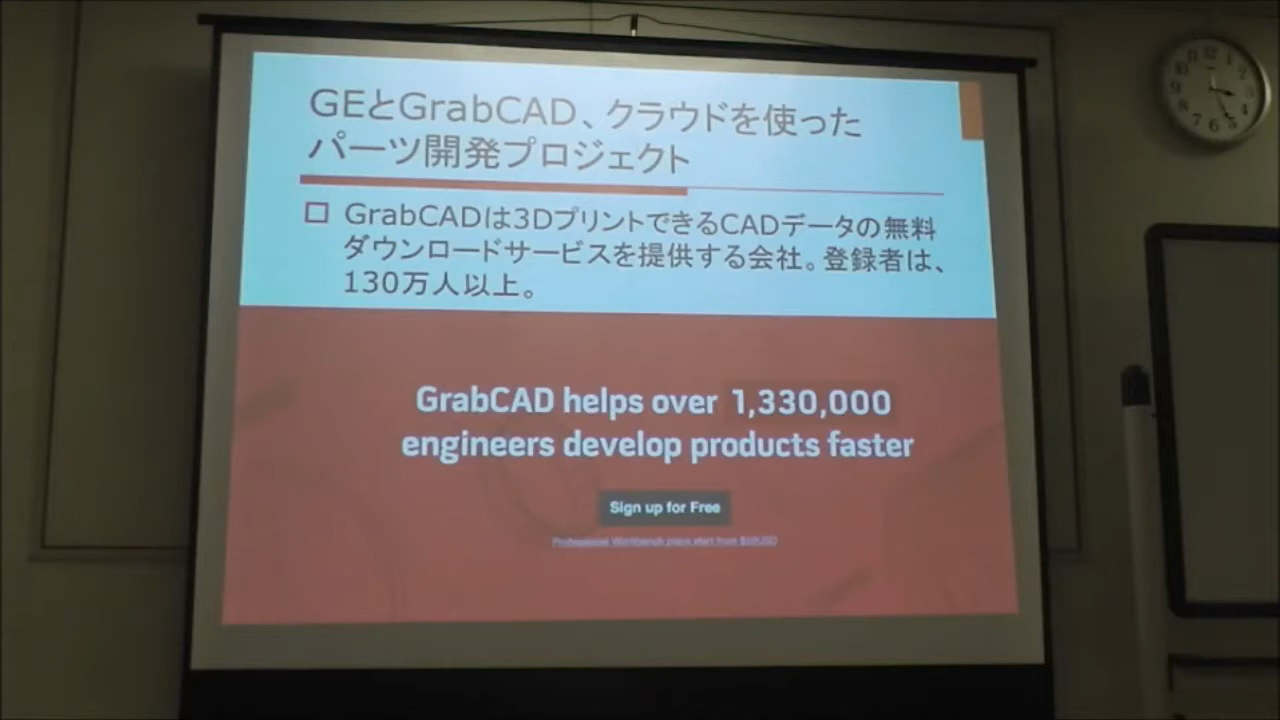 GEとGrabCAD、クラウドを使った
パーツ開発プロジェクト
GrabCADは3DプリントできるCADデータの無料
ダウンロードサービスを提供する会社。登録者は、
130万人以上。
GrabCAD helps over 1,330,000
engineers develop products faster
Sign up for Free
Professional Workbench plans start from